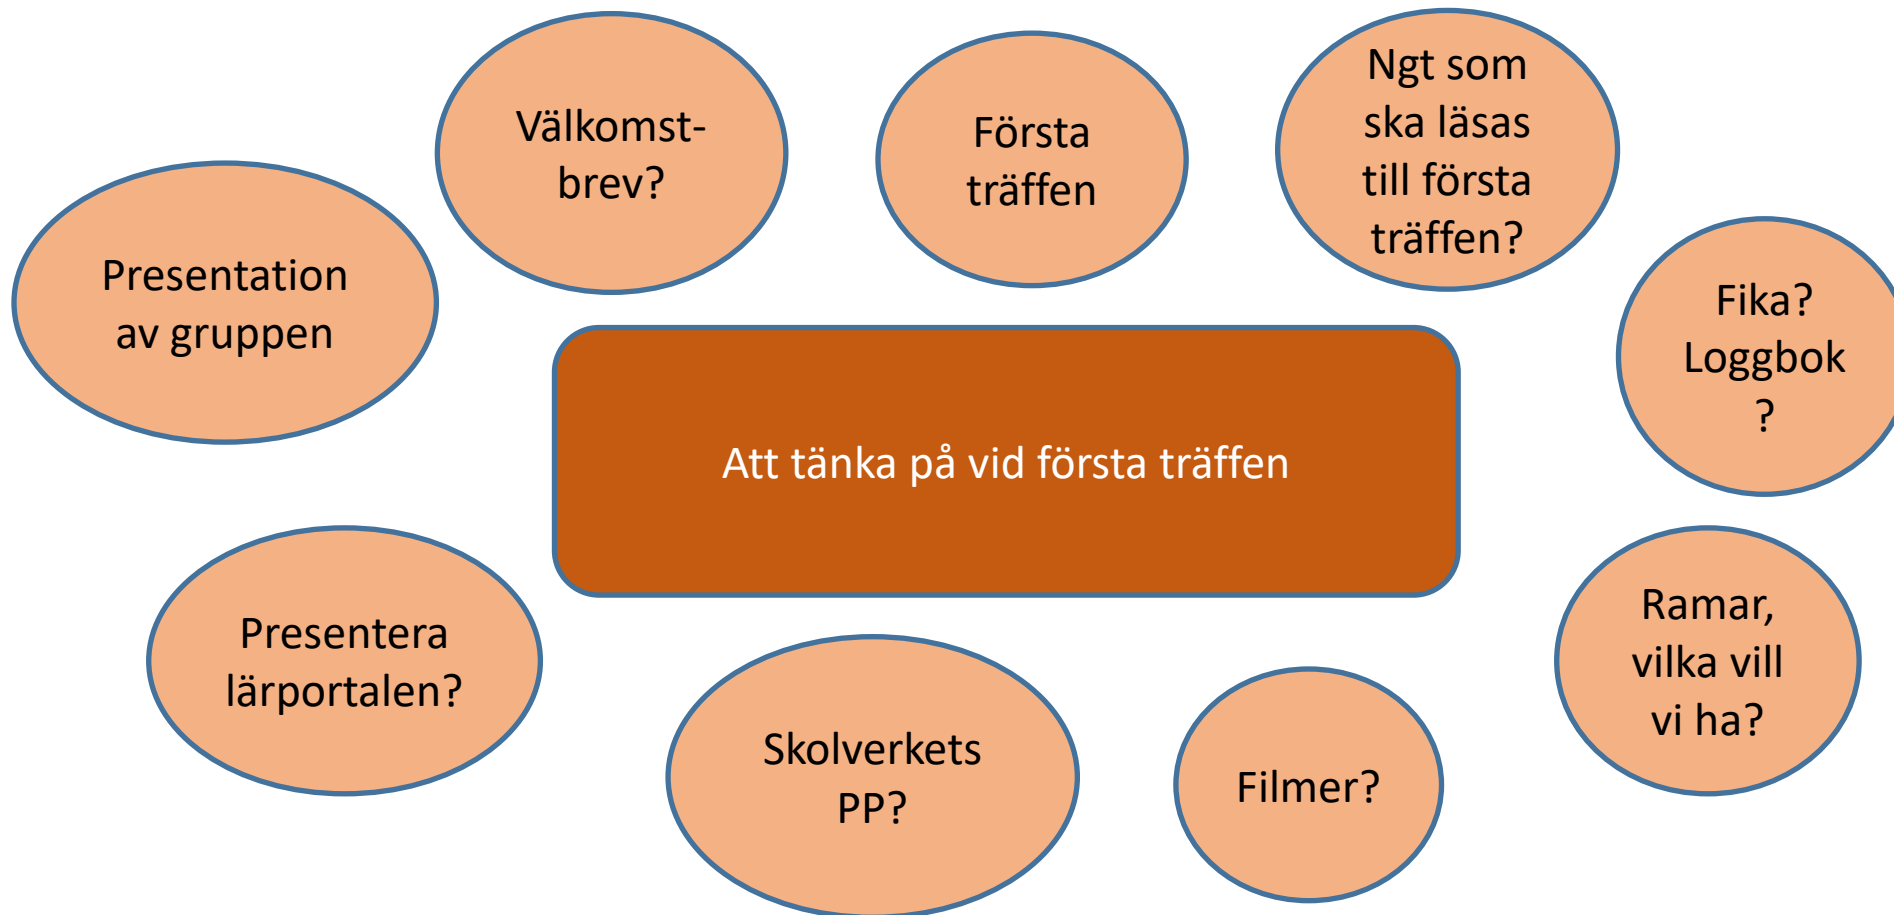 Välkomst-
brev?
Första
träffen
Ngt som
ska läsas
till första
träffen?
Presentation
av gruppen
Fika?
Loggbok
?
Att tänka på vid första träffen
Presentera
lärportalen?
Ramar,
vilka vill
vi ha?
Skolverkets
PP?
Filmer?